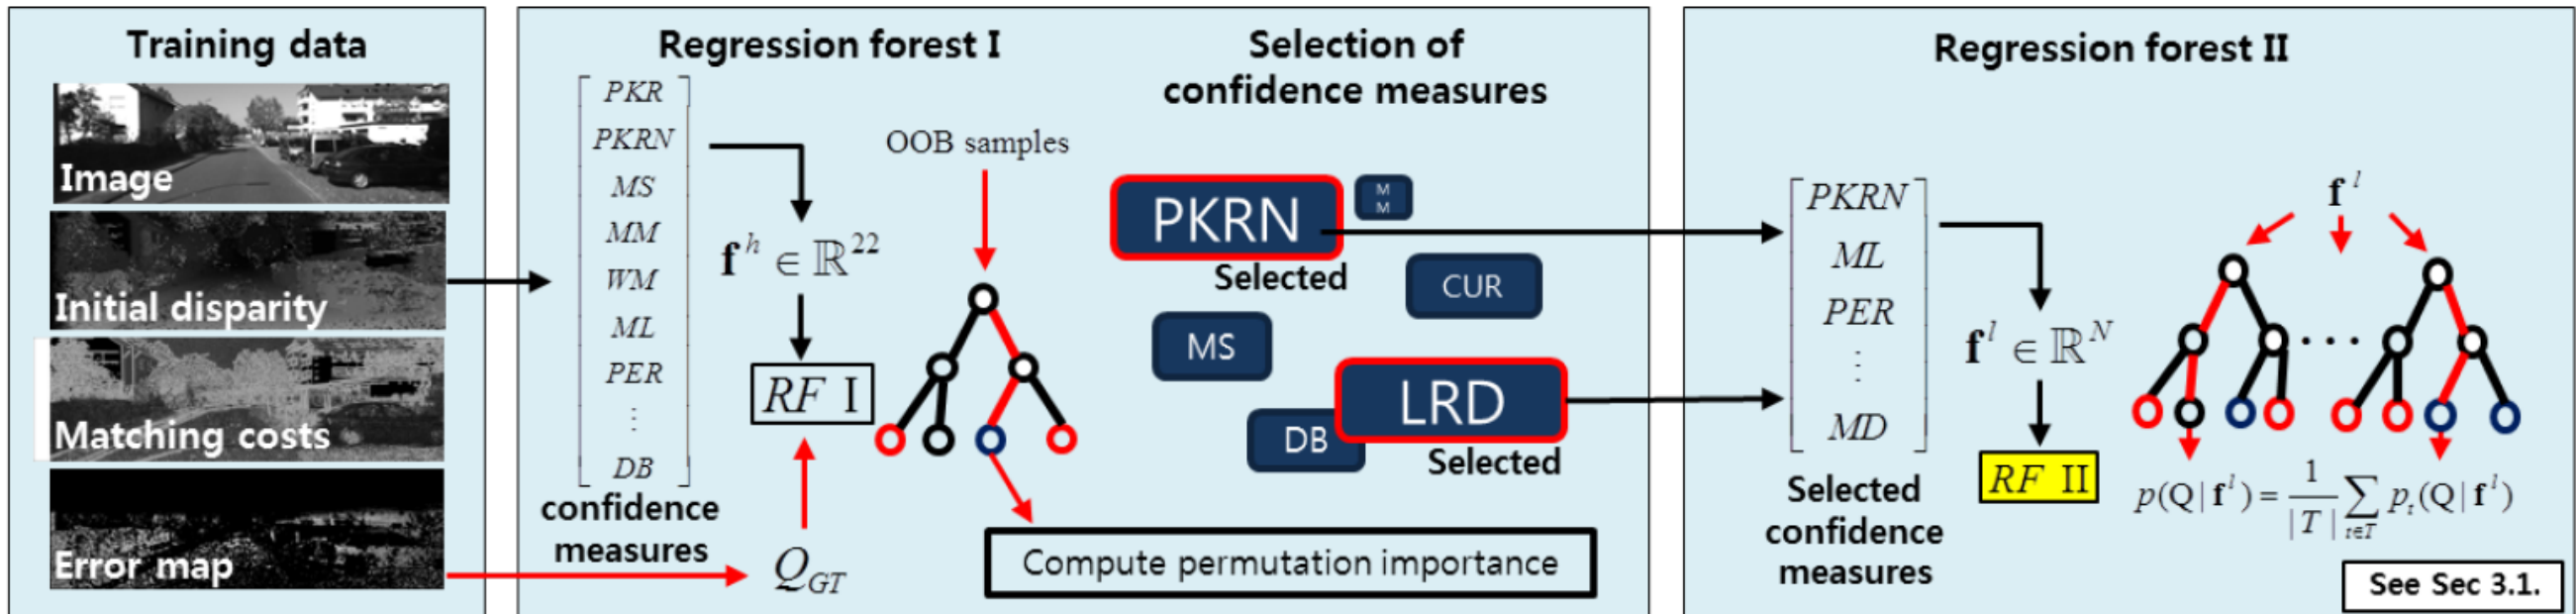 Training data
Image
Initial disparity
Matching costs
Error map
Regression forest I
PKR
PKRN
MS
MM
WM
ML
PER
⋮
DB
confidence
measures
f^h ∈ ℝ^22
RF I
Q_GT
OOB samples
Compute permutation importance
Selection of
confidence measures
PKRN
Selected
M
M
CUR
MS
LRD
DB
Selected
Regression forest II
PKRN
ML
PER
⋮
MD
Selected
confidence
measures
f^l ∈ ℝ^N
RF II
f^l
· · ·
p(Q | f^l) = 1/|T| ∑_{t∈T} p_t(Q | f^l)
See Sec 3.1.